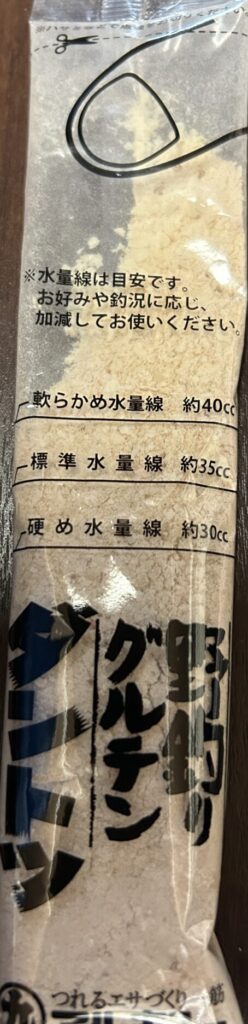 ※水量線は目安です。
お好みや釣況に応じ、
加減してお使いください。
軟らかめ水量線 約40cc
標準水量線 約35cc
硬め水量線 約30cc
野釣り
グルテン
ダントツ
つれるエサづくり一筋